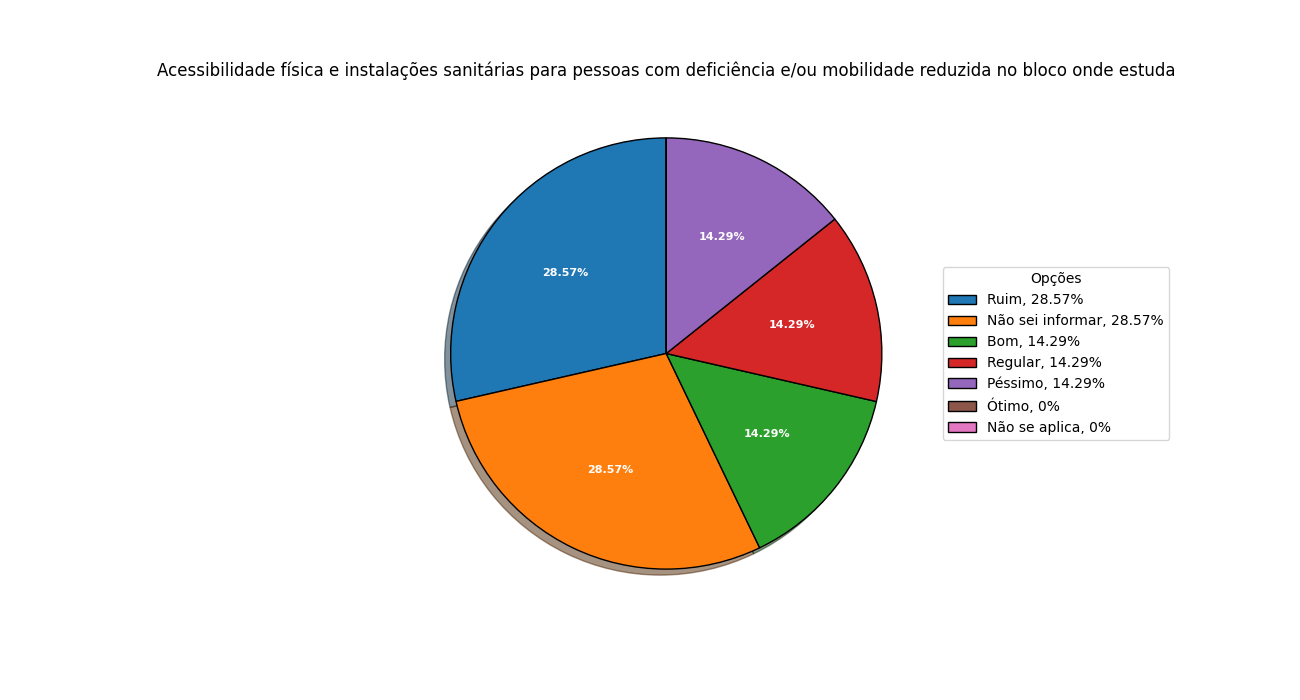 Acessibilidade física e instalações sanitárias para pessoas com deficiência e/ou mobilidade reduzida no bloco onde estuda
14.29%
28.57%
14.29%
14.29%
28.57%
Opções
Ruim, 28.57%
Não sei informar, 28.57%
Bom, 14.29%
Regular, 14.29%
Péssimo, 14.29%
Ótimo, 0%
Não se aplica, 0%